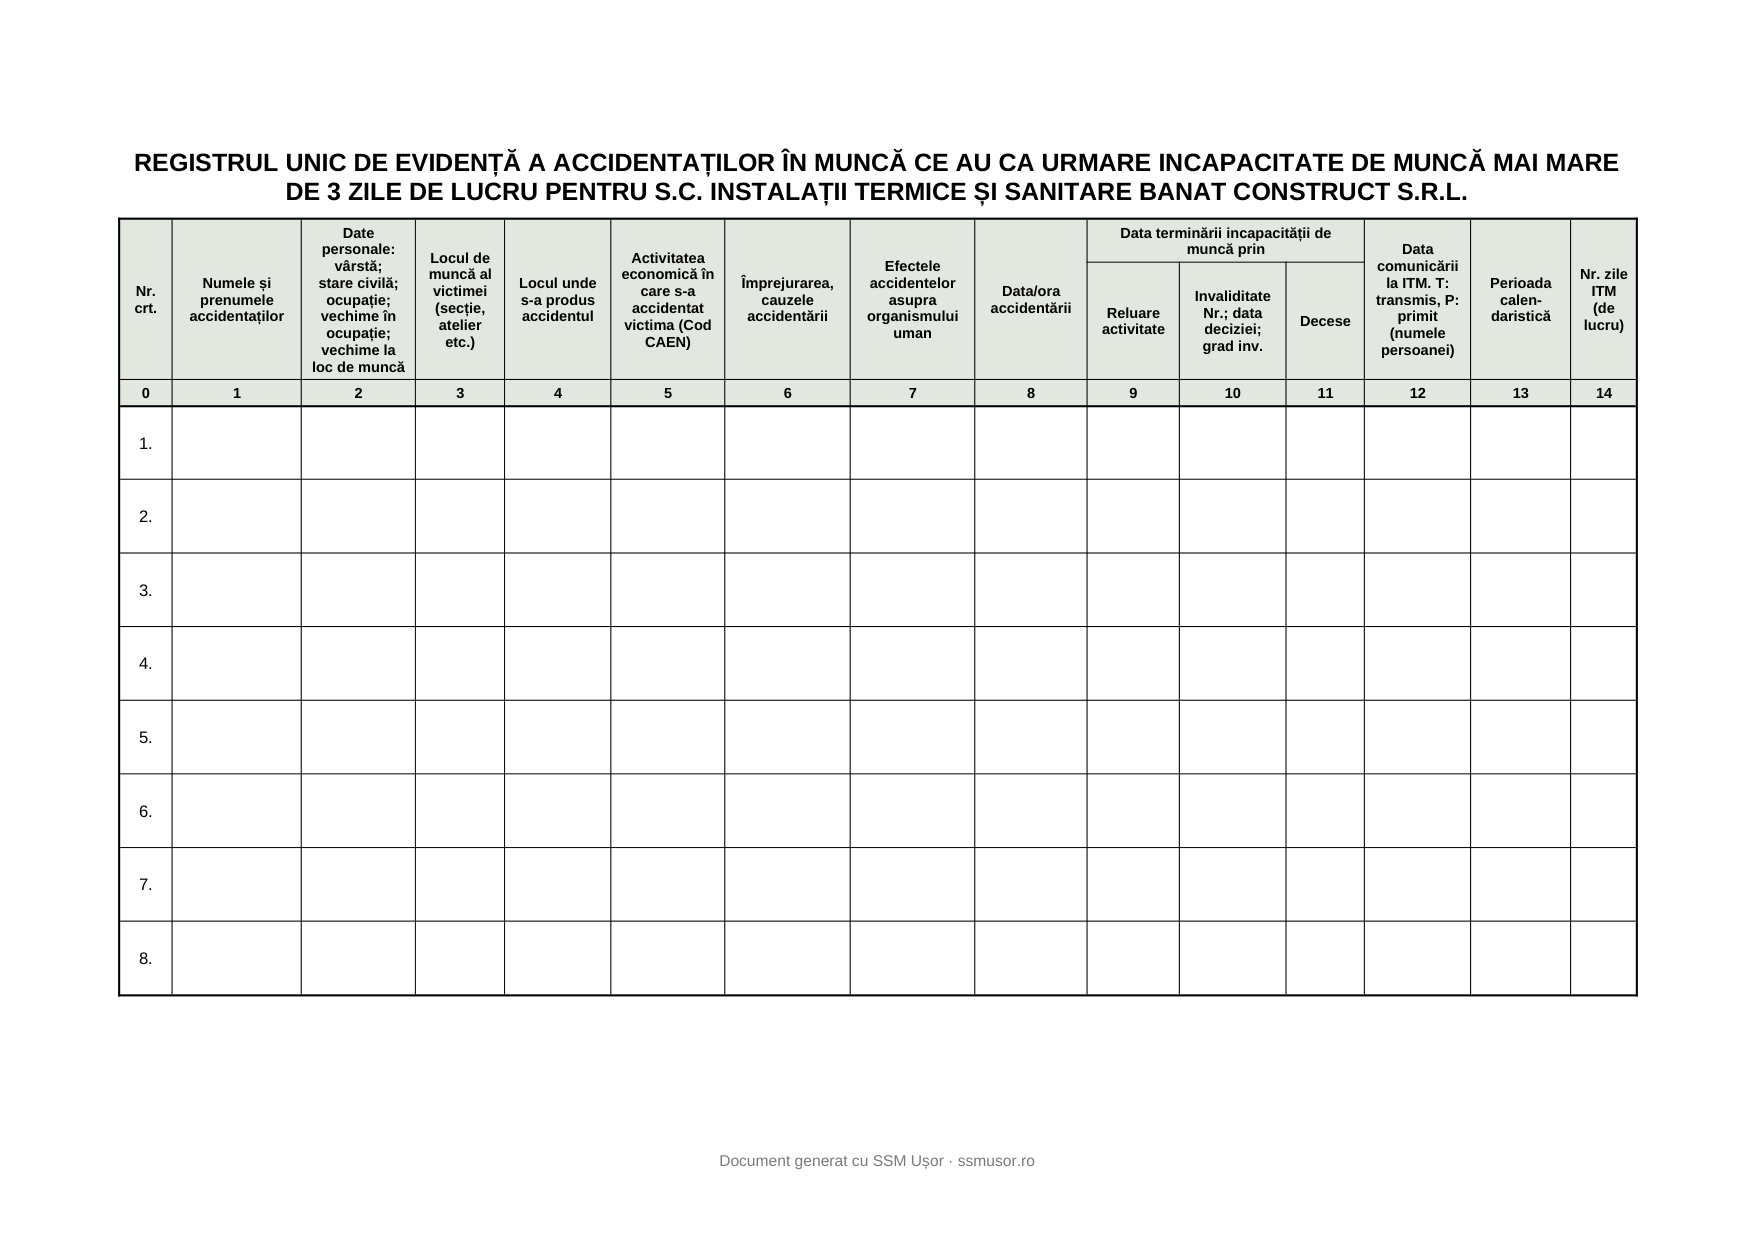 REGISTRUL UNIC DE EVIDENȚĂ A ACCIDENTAȚILOR ÎN MUNCĂ CE AU CA URMARE INCAPACITATE DE MUNCĂ MAI MARE
DE 3 ZILE DE LUCRU PENTRU S.C. INSTALAȚII TERMICE ȘI SANITARE BANAT CONSTRUCT S.R.L.
Nr.
crt.
Numele și
prenumele
accidentaților
Date
personale:
vârstă;
stare civilă;
ocupație;
vechime în
ocupație;
vechime la
loc de muncă
Locul de
muncă al
victimei
(secție,
atelier
etc.)
Locul unde
s-a produs
accidentul
Activitatea
economică în
care s-a
accidentat
victima (Cod
CAEN)
Împrejurarea,
cauzele
accidentării
Efectele
accidentelor
asupra
organismului
uman
Data/ora
accidentării
Data terminării incapacității de
muncă prin
Reluare
activitate
Invaliditate
Nr.; data
deciziei;
grad inv.
Decese
Data
comunicării
la ITM. T:
transmis, P:
primit
(numele
persoanei)
Perioada
calen-
daristică
Nr. zile
ITM
(de
lucru)
0 1 2 3 4 5 6 7 8 9 10 11 12 13 14
1.
2.
3.
4.
5.
6.
7.
8.
Document generat cu SSM Ușor · ssmusor.ro